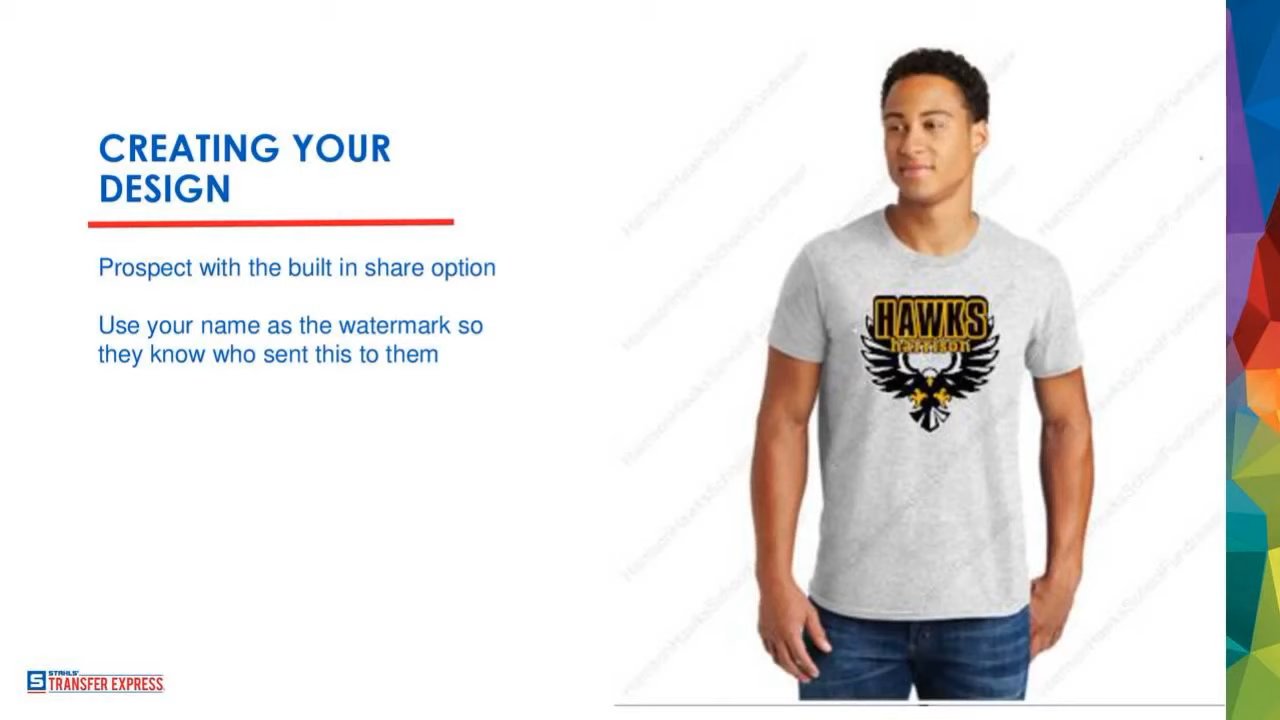 CREATING YOUR
DESIGN
Prospect with the built in share option
Use your name as the watermark so
they know who sent this to them
HAWKS
harrison
STAHLS'
TRANSFER EXPRESS